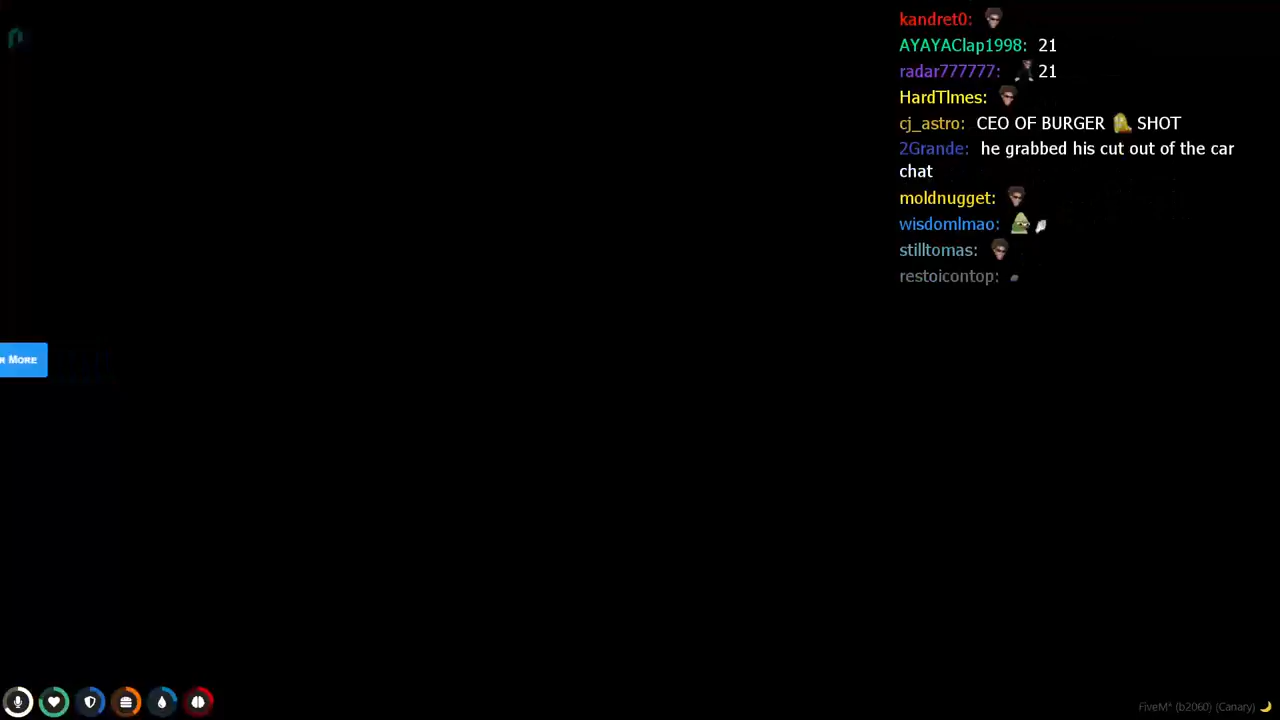 kandret0:
AYAYAClap1998: 21
radar777777: 21
HardTlmes:
cj_astro: CEO OF BURGER SHOT
2Grande: he grabbed his cut out of the car
chat
moldnugget:
wisdomlmao:
stilltomas:
restoicontop:
R MORE
FiveM* (b2060) (Canary)